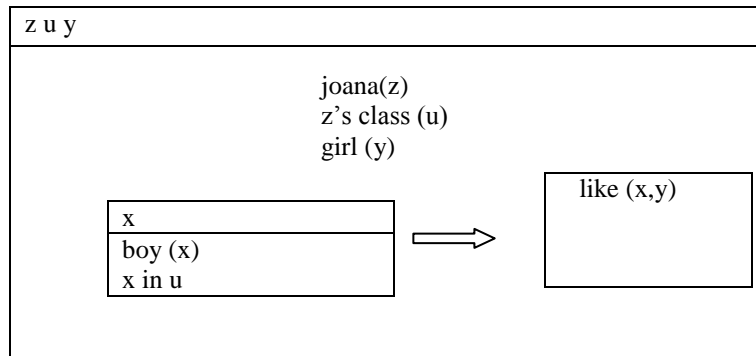 z u y
joana(z)
z’s class (u)
girl (y)
like (x,y)
x
boy (x)
x in u